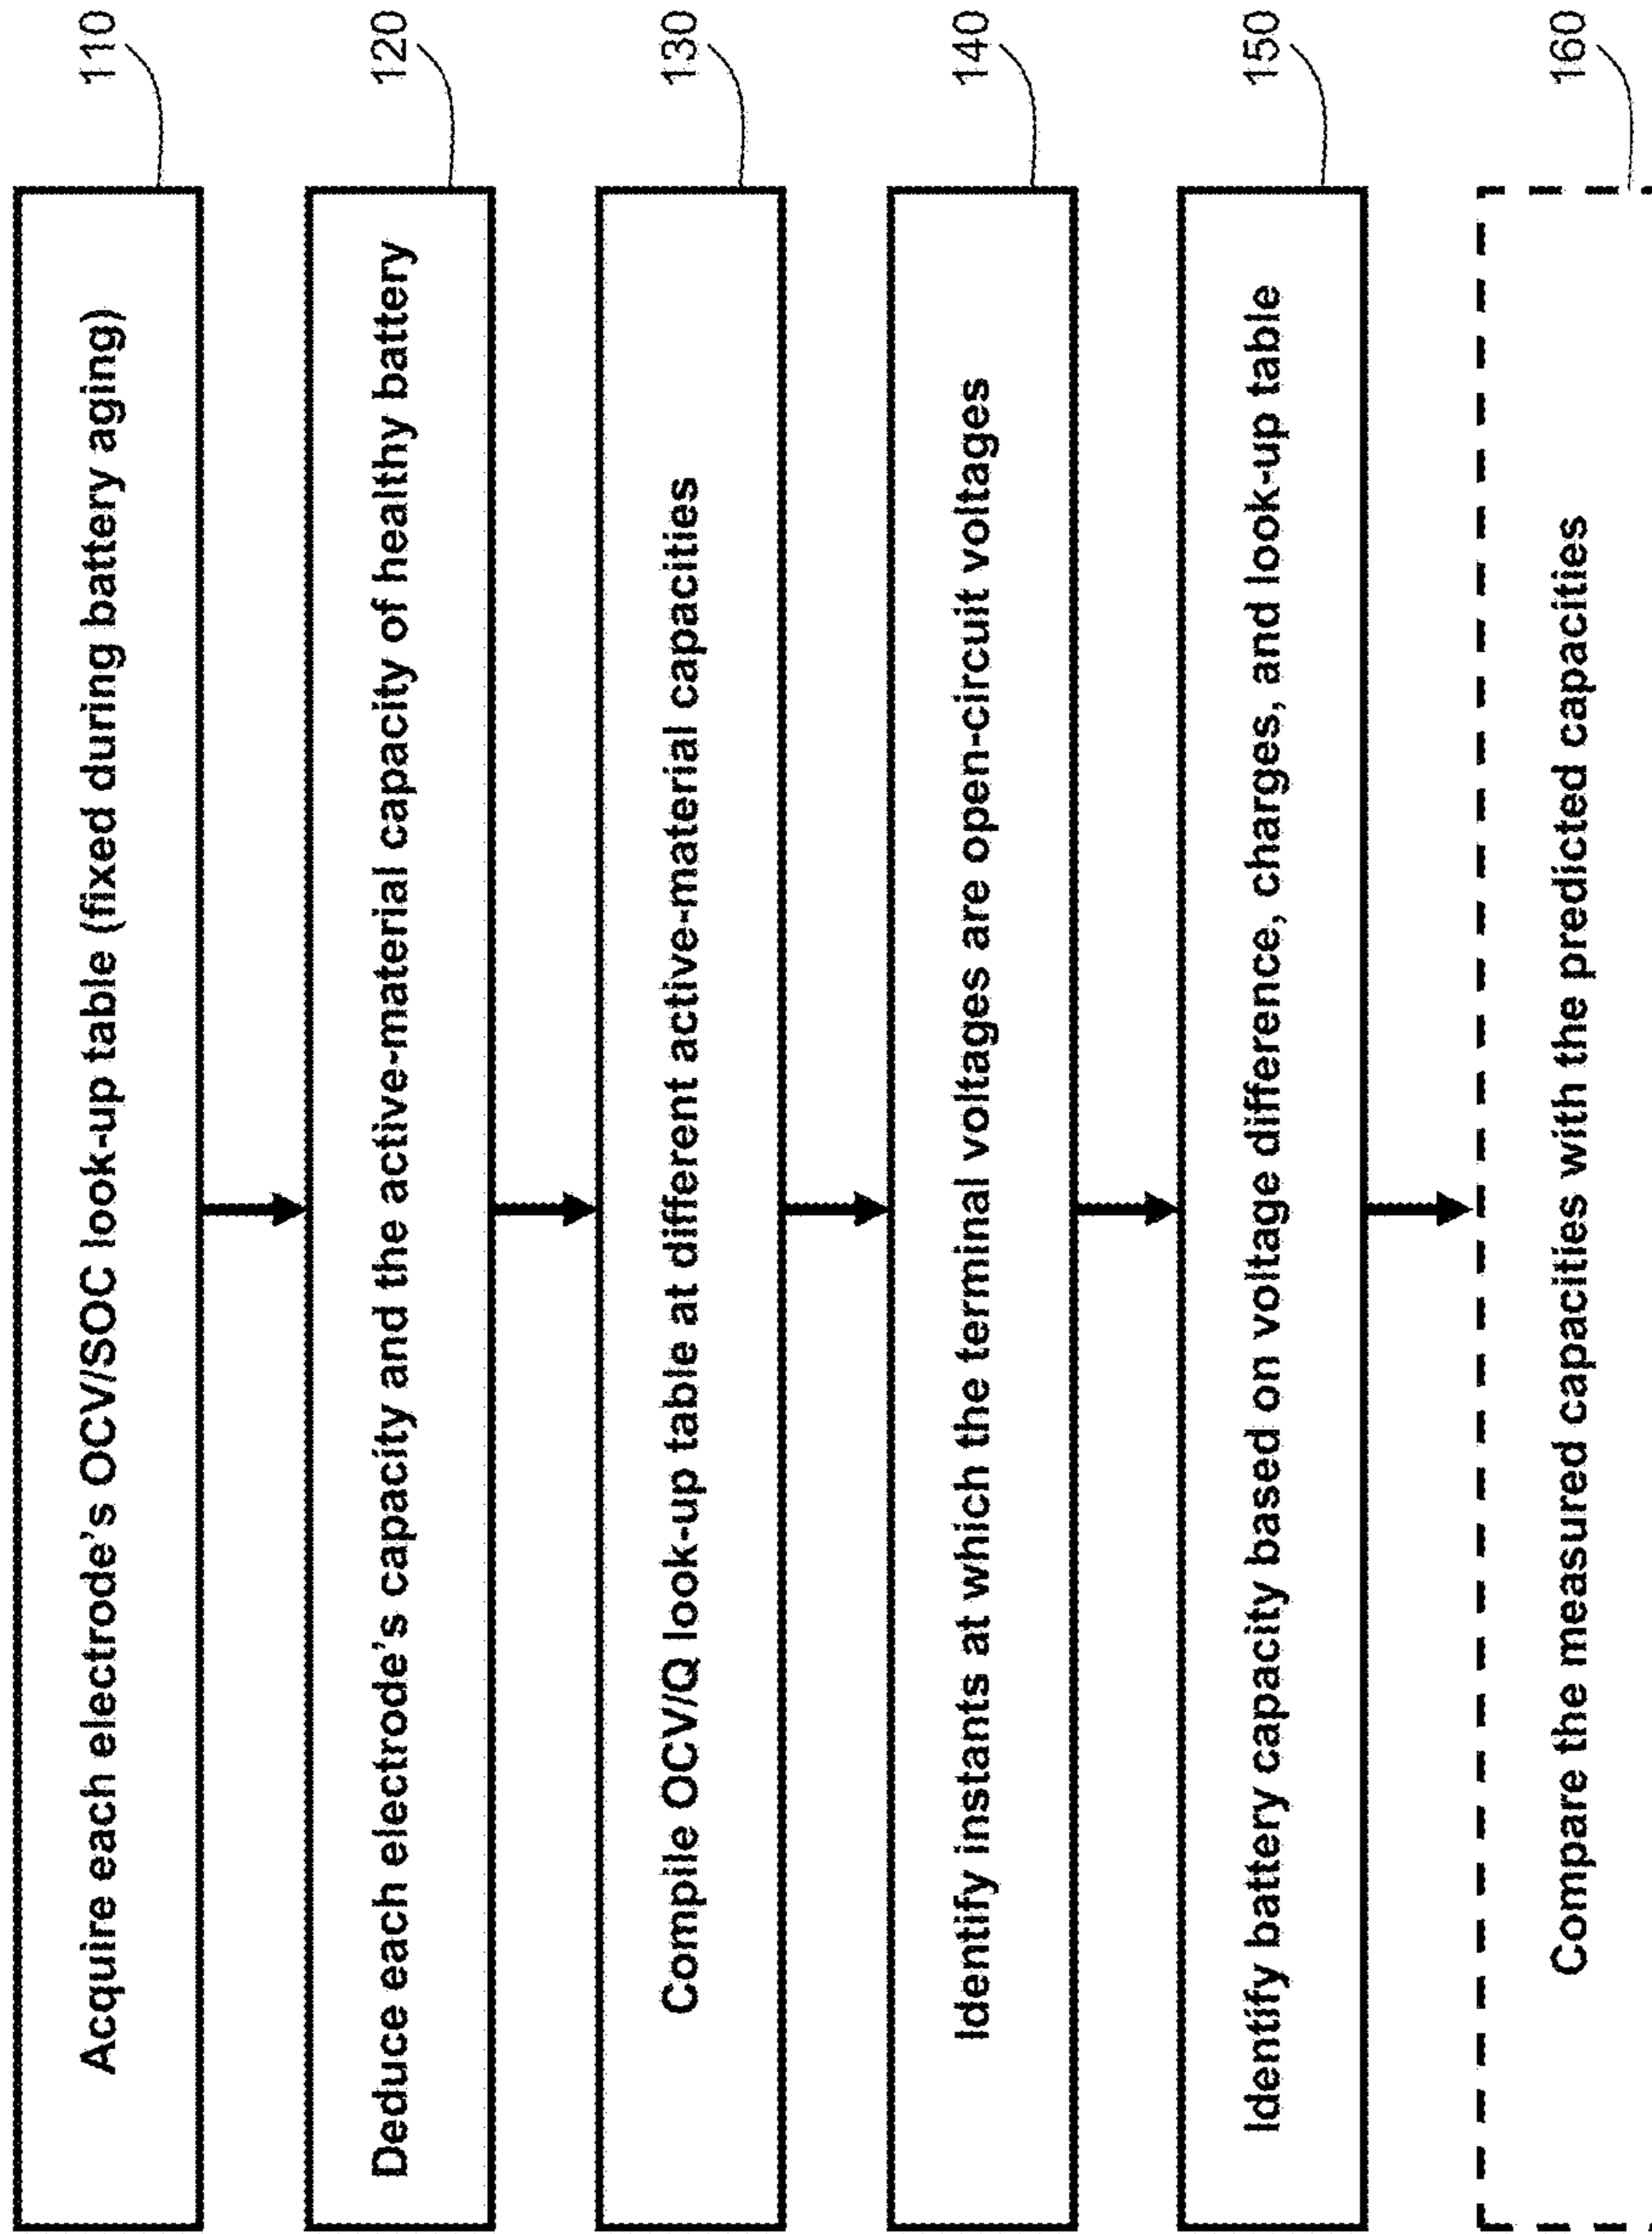 Acquire each electrode's OCV/SOC look-up table (fixed during battery aging)
110
Deduce each electrode's capacity and the active-material capacity of healthy battery
120
Compile OCV/Q look-up table at different active-material capacities
130
Identify instants at which the terminal voltages are open-circuit voltages
140
Identify battery capacity based on voltage difference, charges, and look-up table
150
Compare the measured capacities with the predicted capacities
160